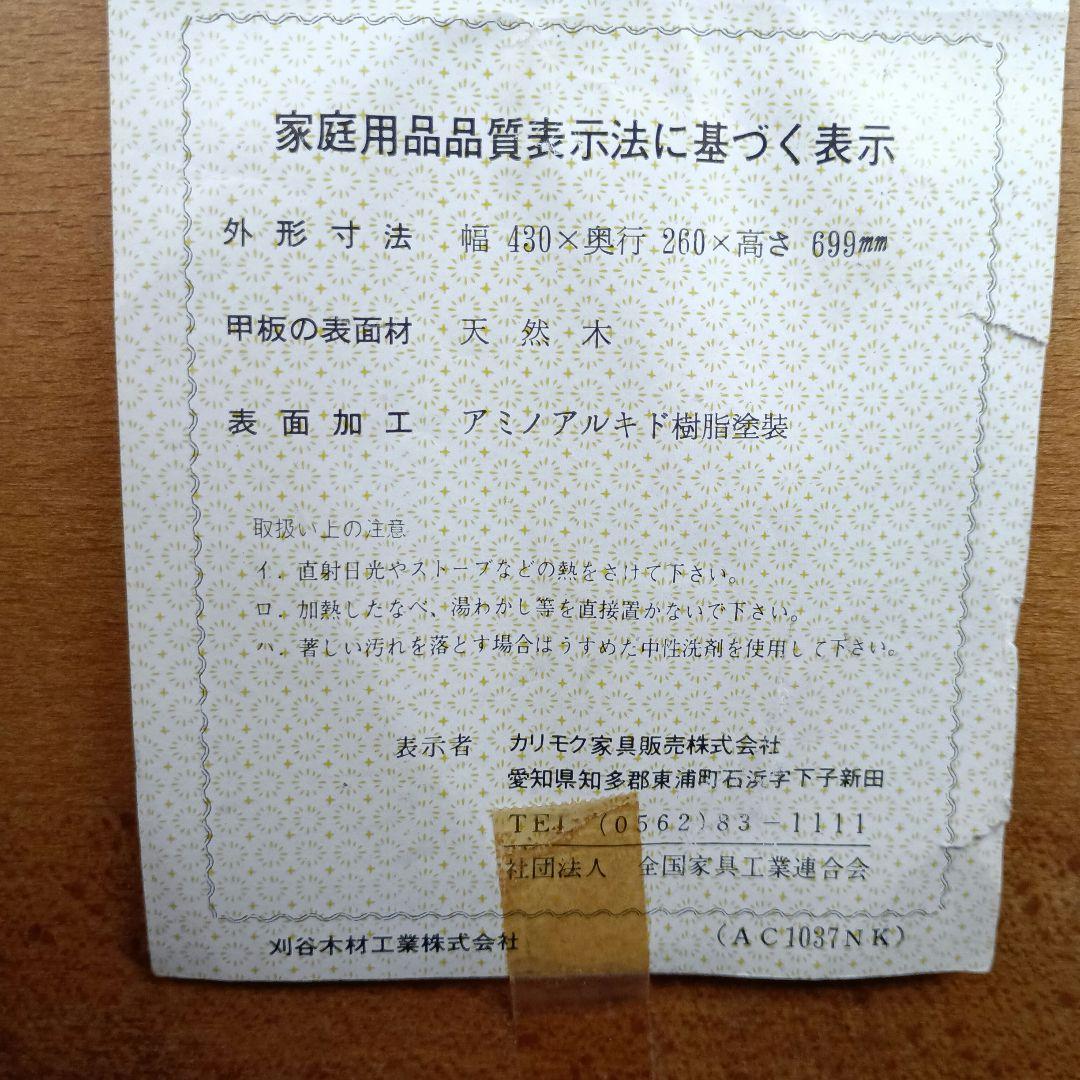 家庭用品品質表示法に基づく表示
外形寸法 幅 430×奥行 260×高さ 699mm
甲板の表面材 天然木
表面加工 アミノアルキド樹脂塗装
取扱い上の注意
イ. 直射日光やストーブなどの熱をさけて下さい。
ロ. 加熱したなべ、湯わかし等を直接置かないで下さい。
ハ. 著しい汚れを落とす場合はうすめた中性洗剤を使用して下さい。
表示者 カリモク家具販売株式会社
愛知県知多郡東浦町石浜字下子新田
TEL (0562)83-1111
社団法人 全国家具工業連合会
刈谷木材工業株式会社 (AC1037NK)